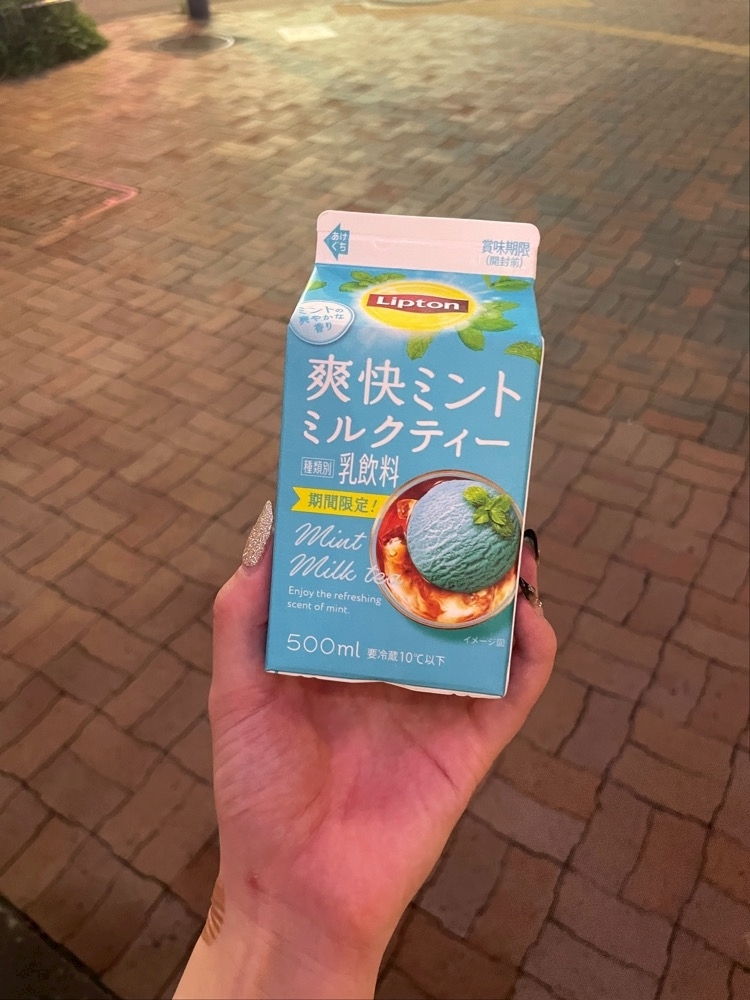 あけ
ぐち
賞味期限
(開封前)
Lipton
ミントの
爽やかな
香り
爽快ミント
ミルクティー
種類別 乳飲料
期間限定!
Mint
Milk tea
Enjoy the refreshing
scent of mint.
イメージ図
500ml 要冷蔵10℃以下